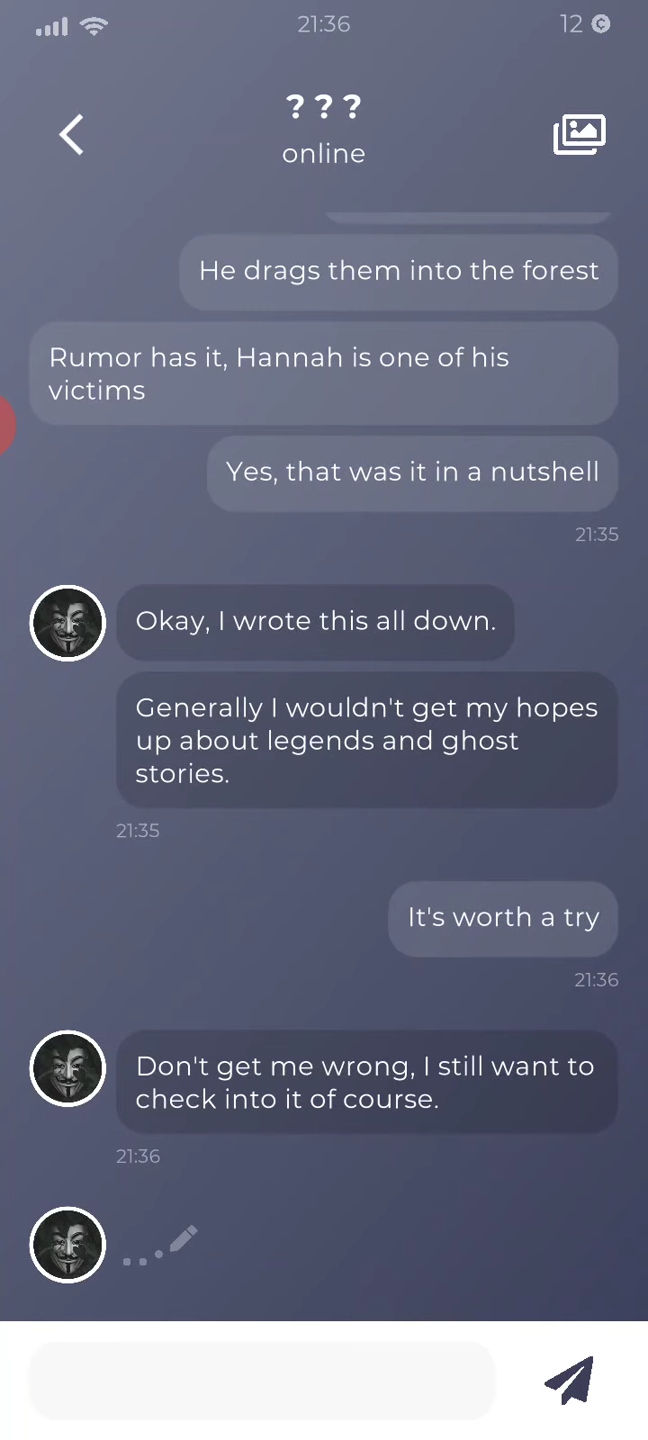 21:36
12
? ? ?
online
He drags them into the forest
Rumor has it, Hannah is one of his
victims
Yes, that was it in a nutshell
21:35
Okay, I wrote this all down.
Generally I wouldn't get my hopes
up about legends and ghost
stories.
21:35
It's worth a try
21:36
Don't get me wrong, I still want to
check into it of course.
21:36